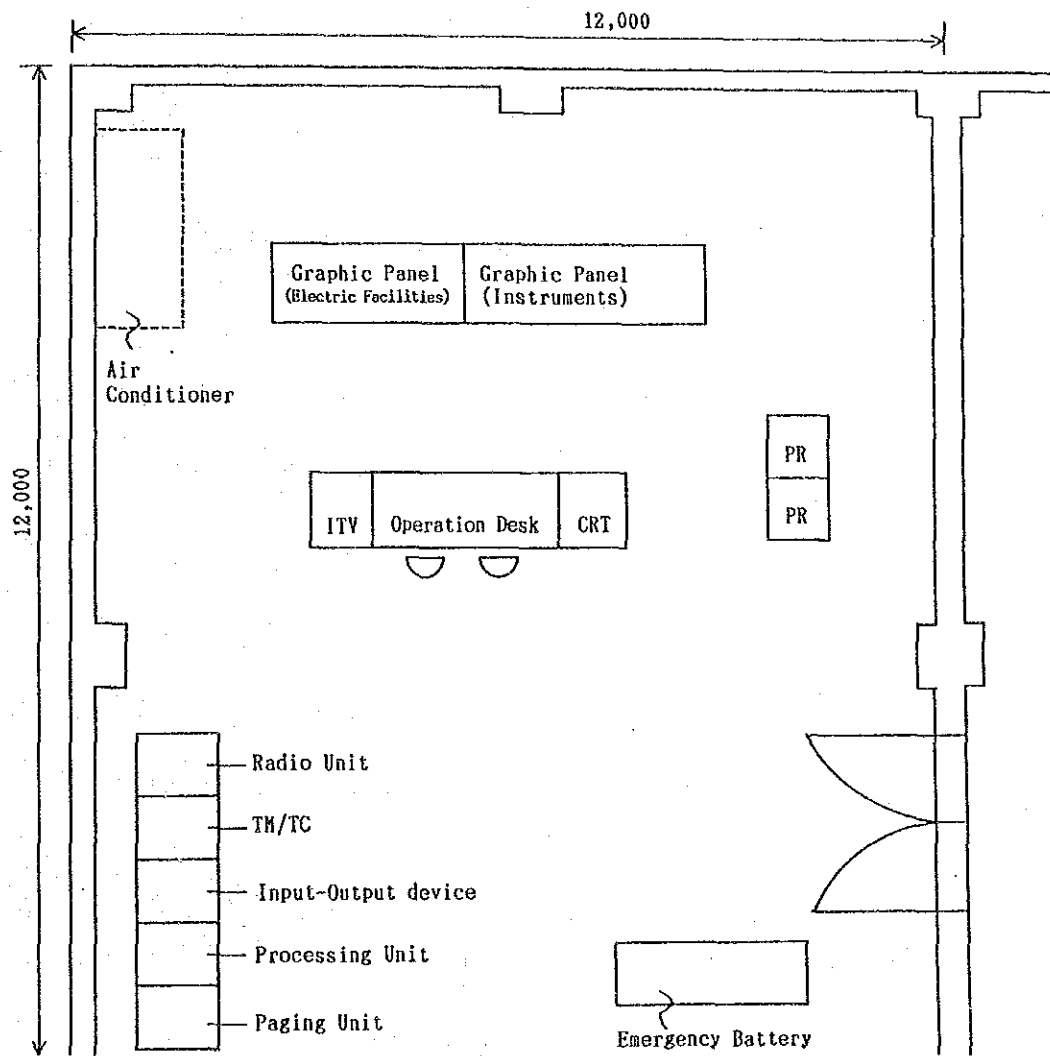 12,000
Graphic Panel
(Electric Facilities)
Graphic Panel
(Instruments)
Air
Conditioner
12,000
PR
PR
ITV
Operation Desk
CRT
Radio Unit
TM/TC
Input-Output device
Processing Unit
Paging Unit
Emergency Battery